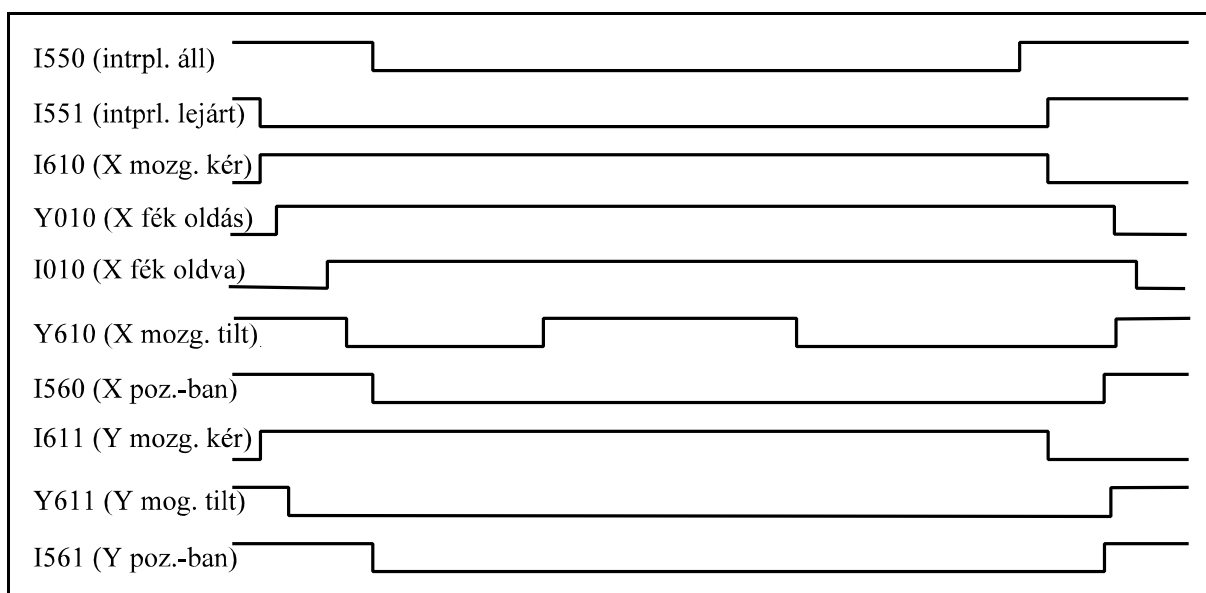 I550 (intrpl. áll)
I551 (intprl. lejárt)
I610 (X mozg. kér)
Y010 (X fék oldás)
I010 (X fék oldva)
Y610 (X mozg. tilt)
I560 (X poz.-ban)
I611 (Y mozg. kér)
Y611 (Y mog. tilt)
I561 (Y poz.-ban)